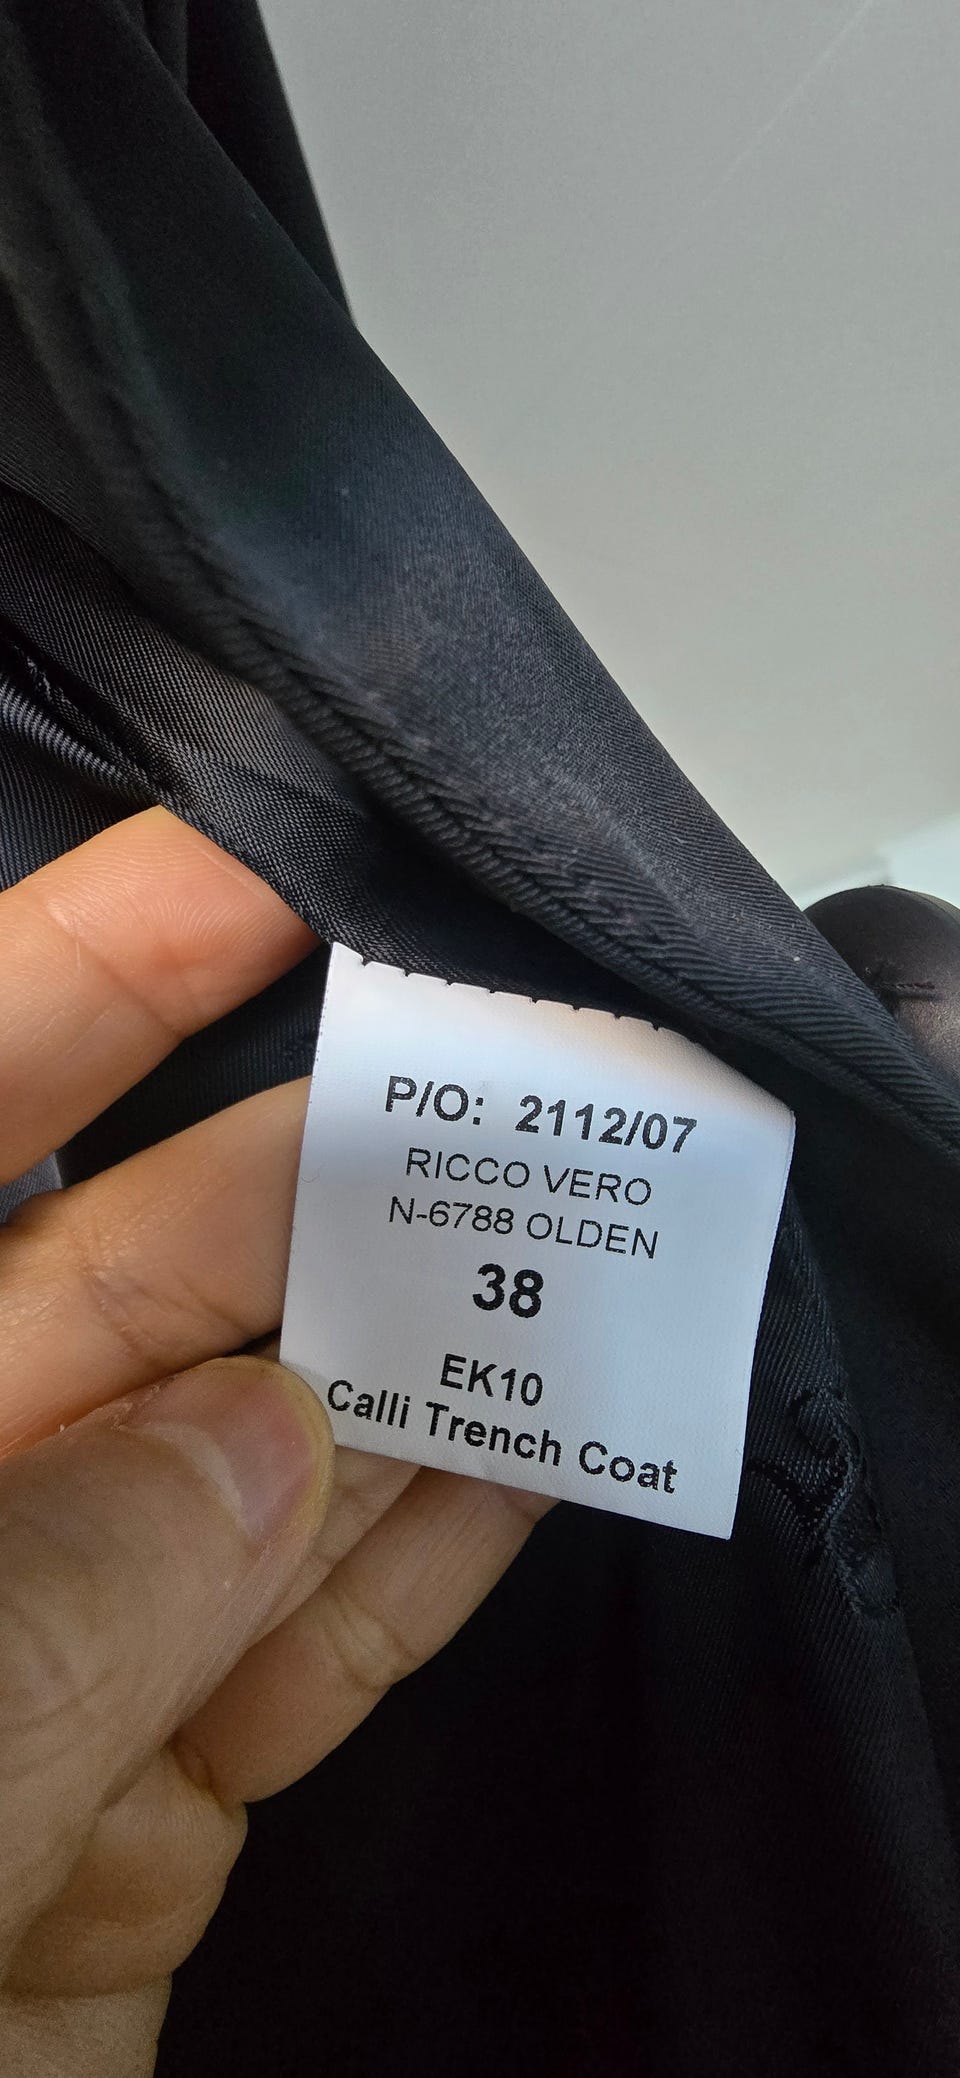 P/O: 2112/07
RICCO VERO
N-6788 OLDEN
38
EK10
Calli Trench Coat